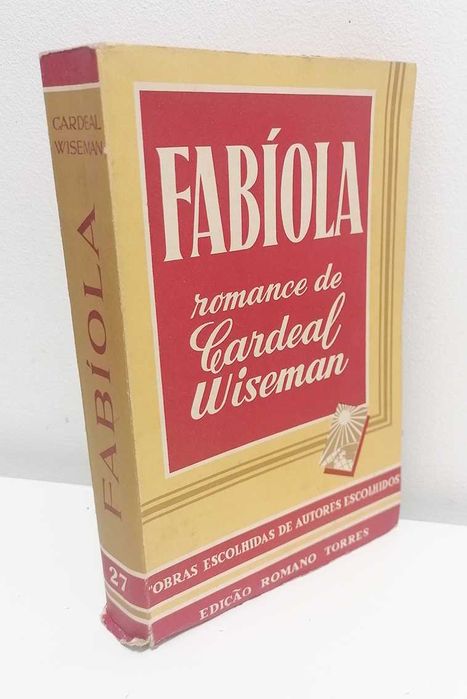 CARDEAL
WISEMAN
FABÍOLA
27
FABÍOLA
romance de
Cardeal
Wiseman
"OBRAS ESCOLHIDAS DE AUTORES ESCOLHIDOS"
EDIÇÃO ROMANO TORRES